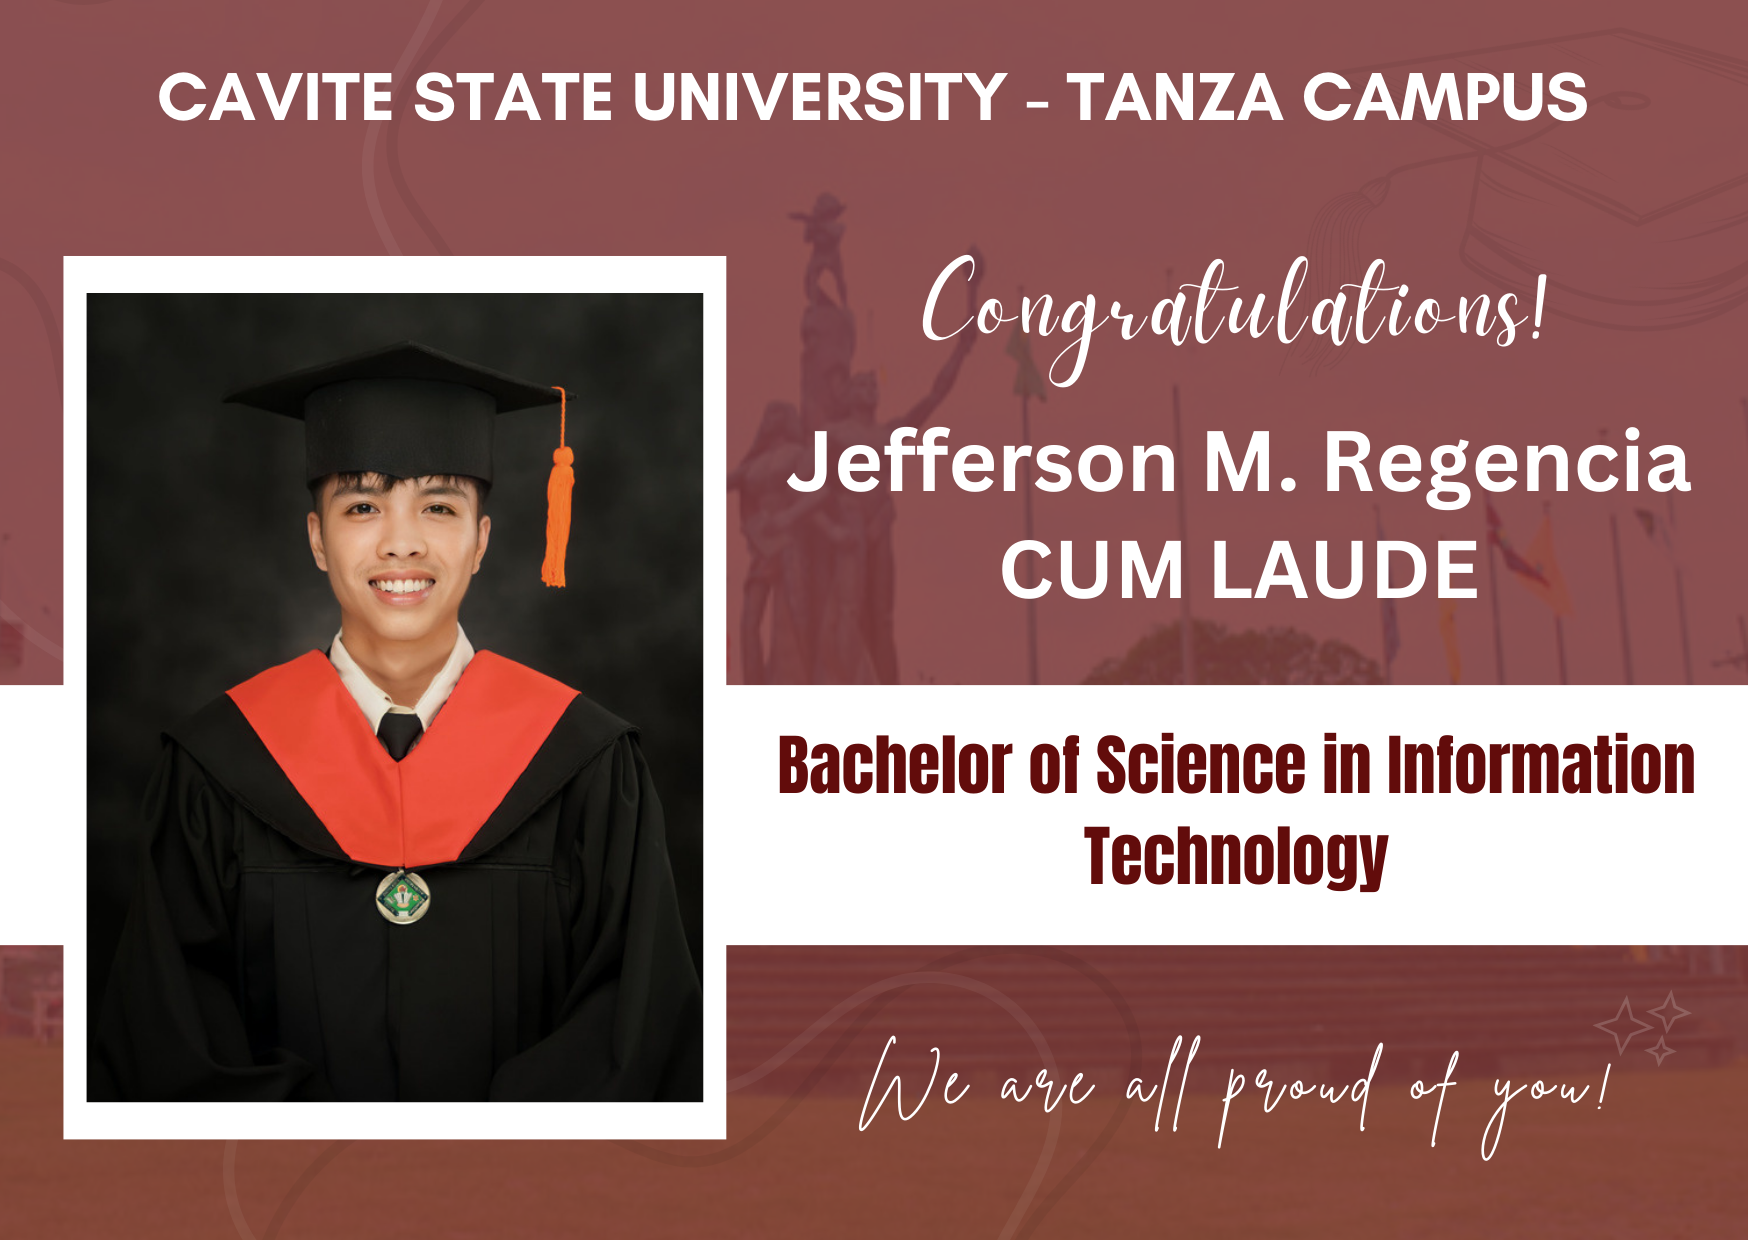 CAVITE STATE UNIVERSITY - TANZA CAMPUS
Congratulations!
Jefferson M. Regencia
CUM LAUDE
Bachelor of Science in Information
Technology
We are all proud of you!